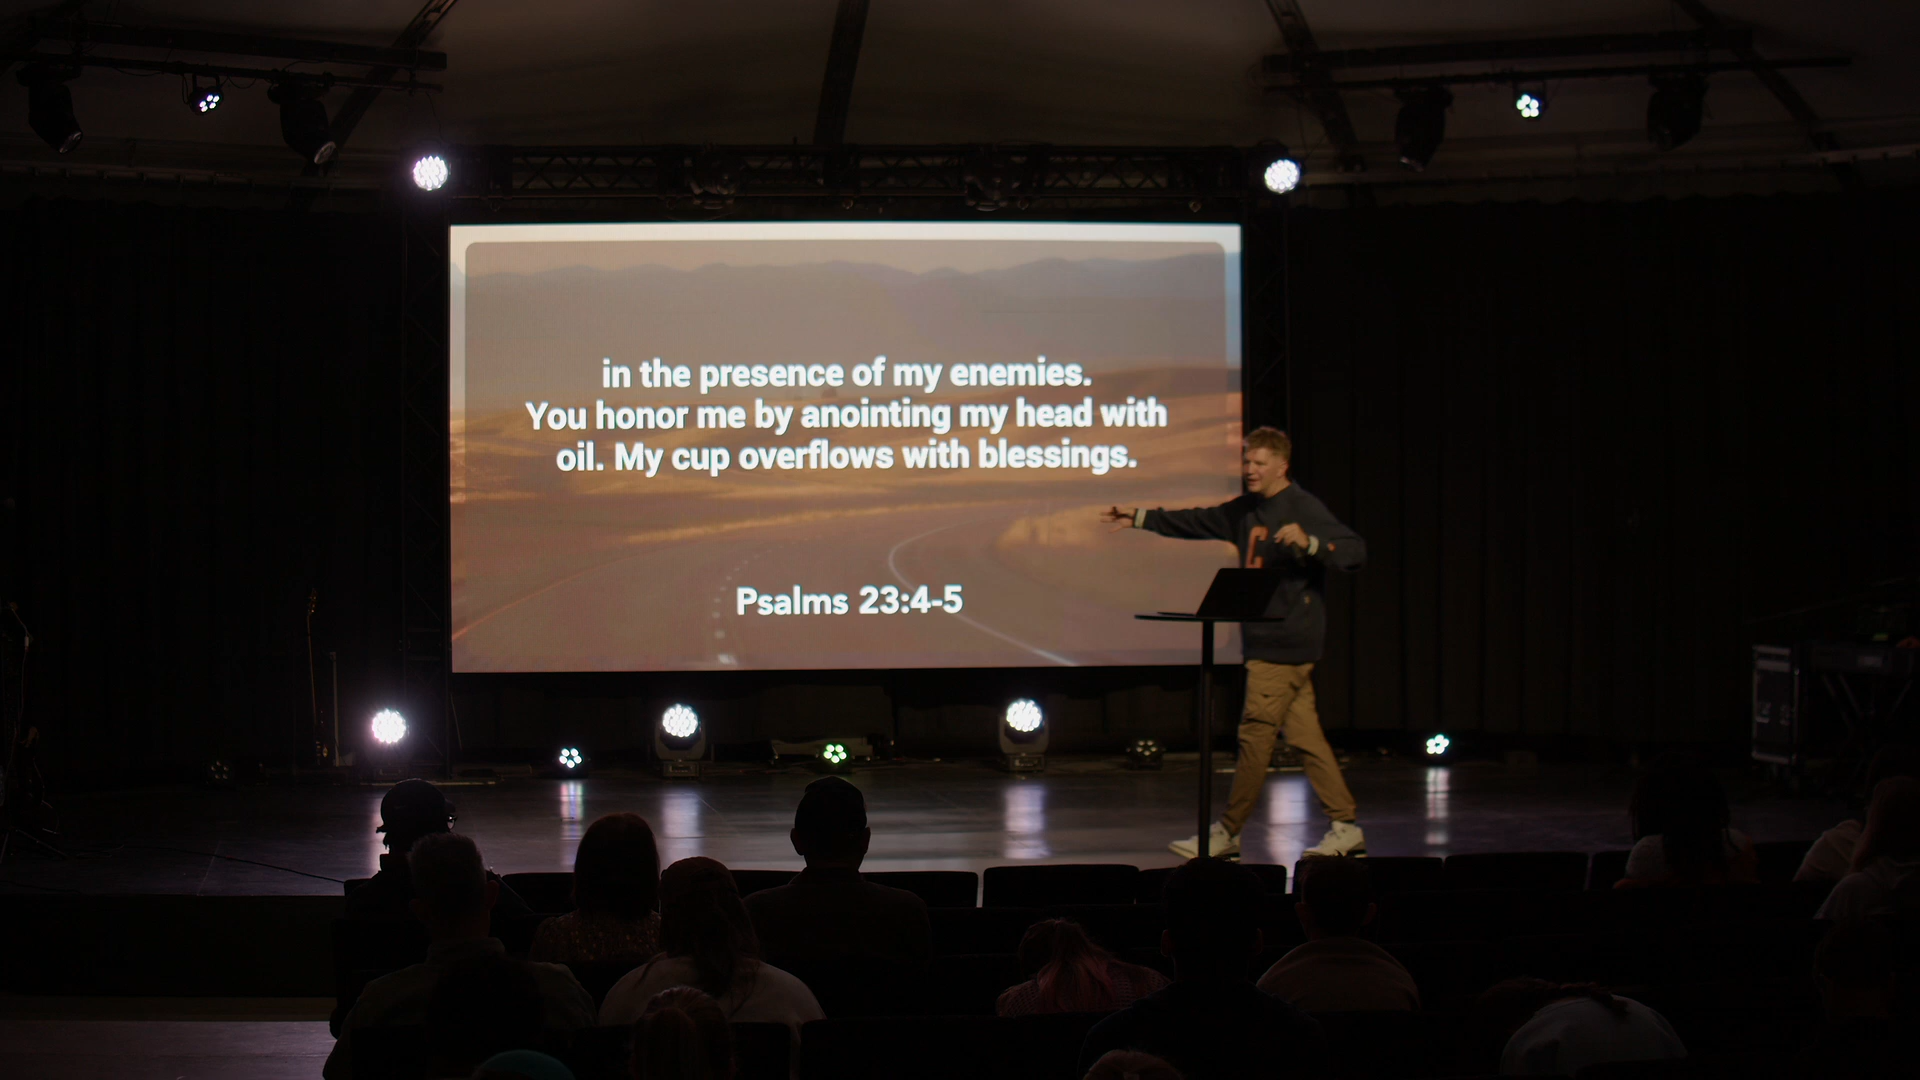 in the presence of my enemies.
You honor me by anointing my head with
oil. My cup overflows with blessings.
Psalms 23:4-5
C